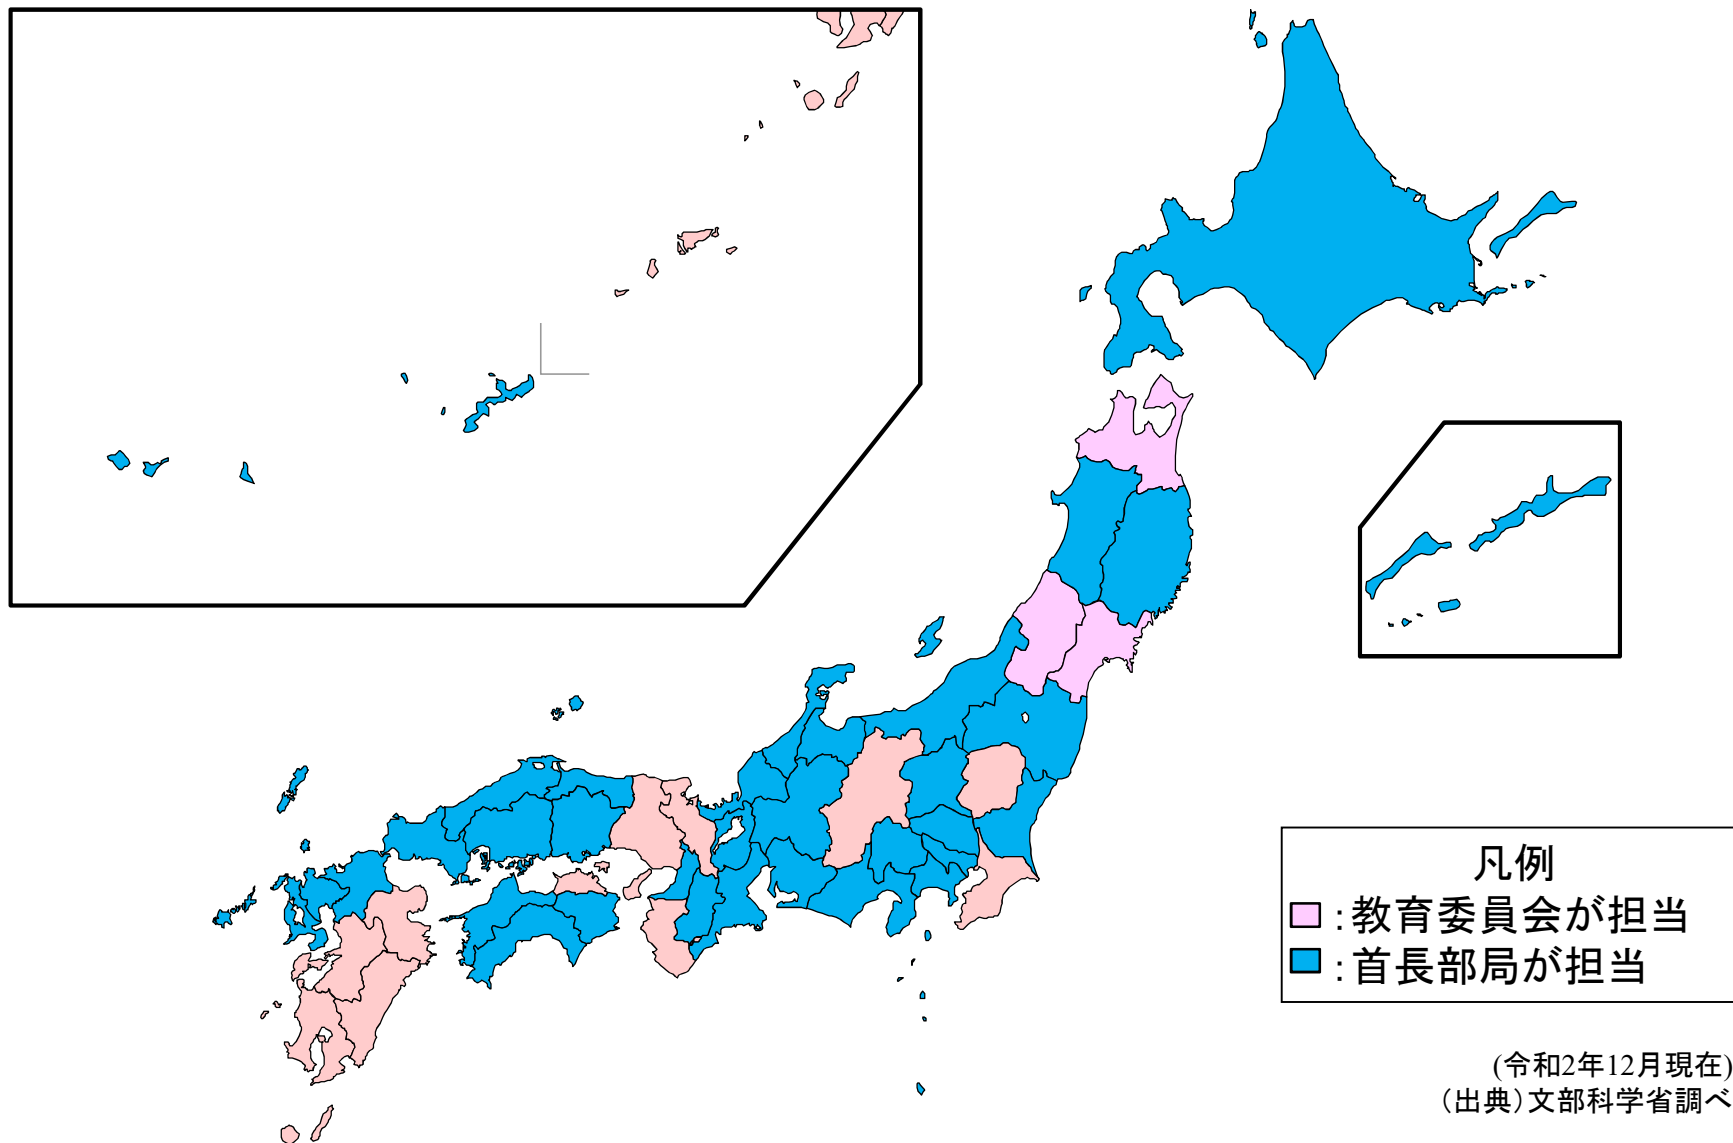 凡例
：教育委員会が担当
：首長部局が担当
(令和2年12月現在)
（出典）文部科学省調べ